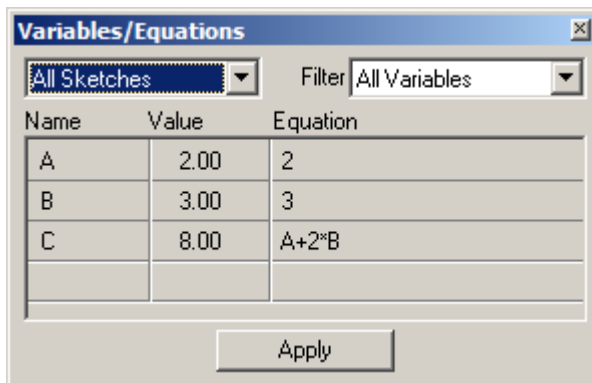 Variables/Equations
All Sketches Filter All Variables
Name Value Equation
A 2.00 2
B 3.00 3
C 8.00 A+2*B
Apply